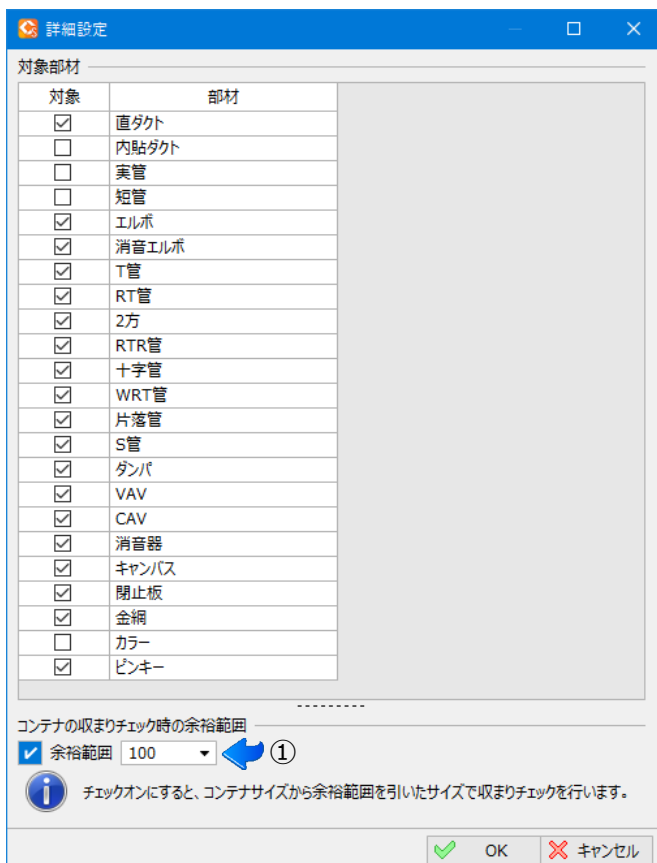 詳細設定
対象部材
対象 部材
直ダクト
内貼ダクト
実管
短管
エルボ
消音エルボ
T管
RT管
2方
RTR管
十字管
WRT管
片落管
S管
ダンパ
VAV
CAV
消音器
キャンバス
閉止板
金網
カラー
ピンキー
コンテナの収まりチェック時の余裕範囲
余裕範囲 100 ①
チェックオンにすると、コンテナサイズから余裕範囲を引いたサイズで収まりチェックを行います。
OK キャンセル